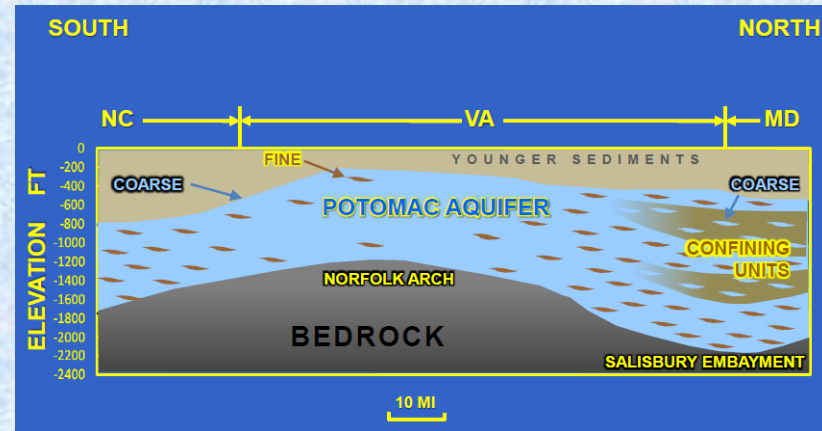 SOUTH
NORTH
NC
VA
MD
ELEVATION FT
0
-200
-400
-600
-800
-1000
-1200
-1400
-1600
-1800
-2000
-2200
-2400
FINE
YOUNGER SEDIMENTS
COARSE
COARSE
POTOMAC AQUIFER
CONFINING
UNITS
NORFOLK ARCH
BEDROCK
SALISBURY EMBAYMENT
10 MI